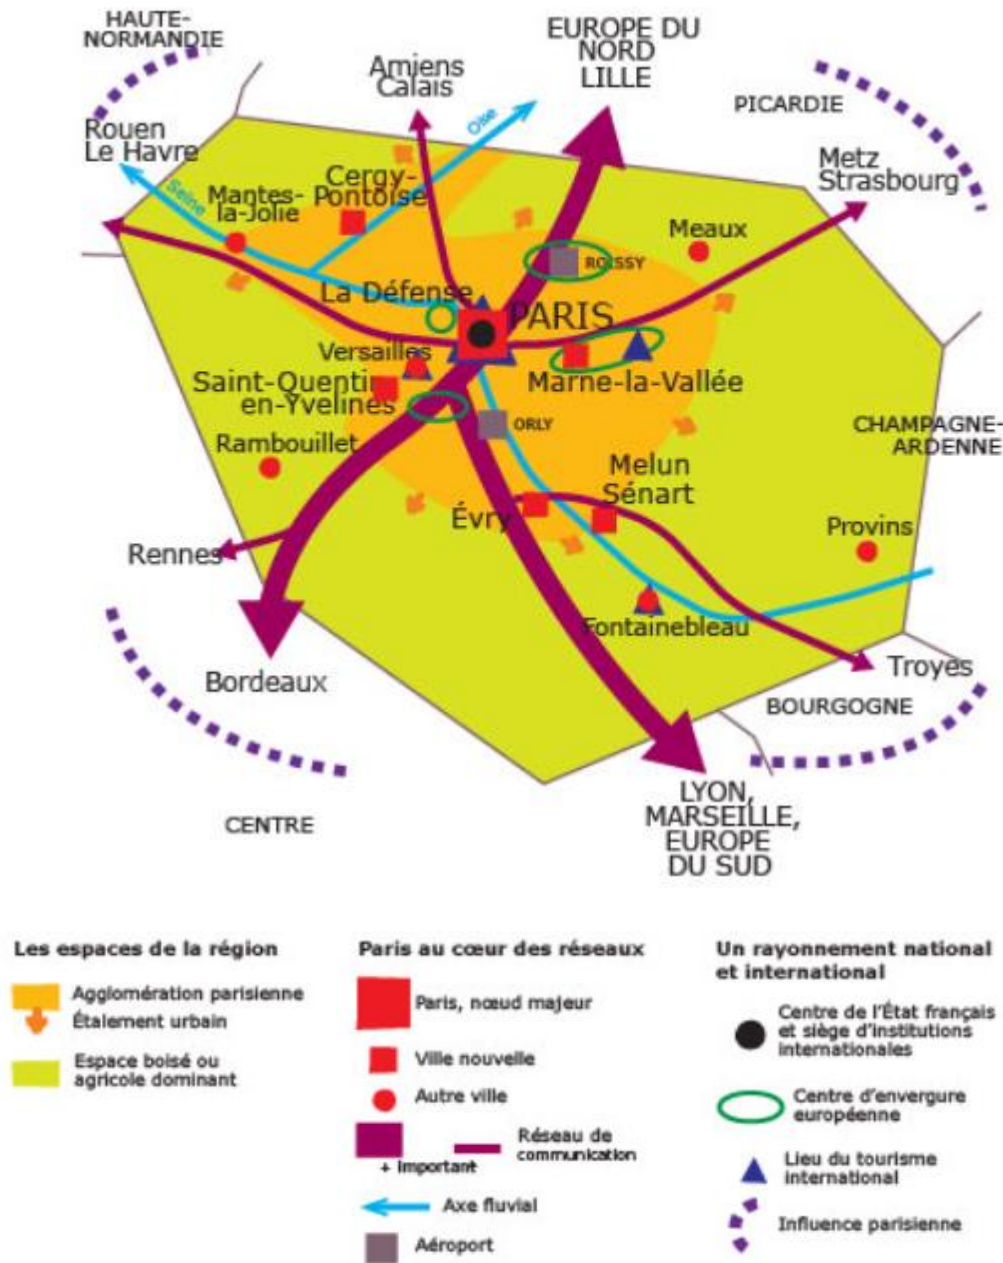 HAUTE-
NORMANDIE
EUROPE DU
NORD
LILLE
Amiens
Calais
PICARDIE
Oise
Rouen
Le Havre
Metz
Strasbourg
Seine
Mantes-
la-Jolie
Cergy-
Pontoise
Meaux
ROISSY
La Défense
PARIS
Versailles
Marne-la-Vallée
Saint-Quentin
en-Yvelines
ORLY
CHAMPAGNE-
ARDENNE
Rambouillet
Melun
Sénart
Évry
Provins
Rennes
Fontainebleau
Troyes
Bordeaux
BOURGOGNE
CENTRE
LYON,
MARSEILLE,
EUROPE
DU SUD
Les espaces de la région
Agglomération parisienne
Étalement urbain
Espace boisé ou
agricole dominant
Paris au cœur des réseaux
Paris, nœud majeur
Ville nouvelle
Autre ville
Réseau de
communication
+ Important -
Axe fluvial
Aéroport
Un rayonnement national
et international
Centre de l'État français
et siège d'institutions
internationales
Centre d'envergure
européenne
Lieu du tourisme
international
Influence parisienne